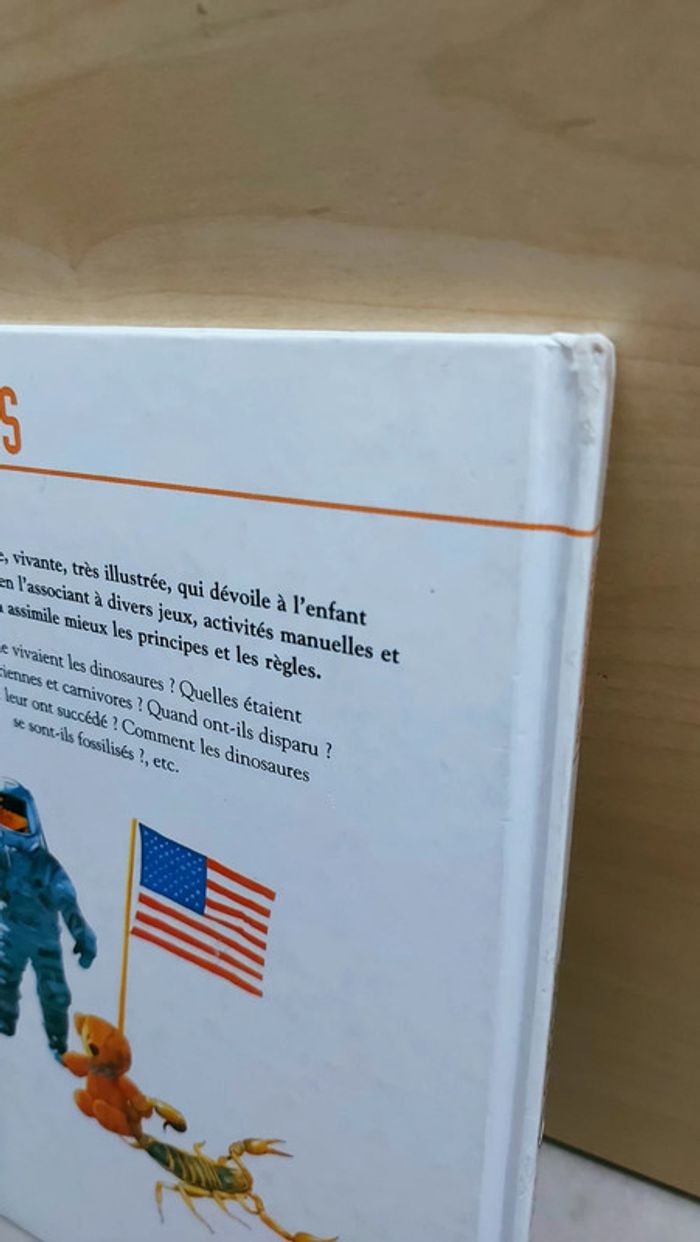 S
, vivante, très illustrée, qui dévoile à l'enfant
en l'associant à divers jeux, activités manuelles et
assimile mieux les principes et les règles.
vivaient les dinosaures ? Quelles étaient
iennes et carnivores ? Quand ont-ils disparu ?
leur ont succédé ? Comment les dinosaures
se sont-ils fossilisés ?, etc.